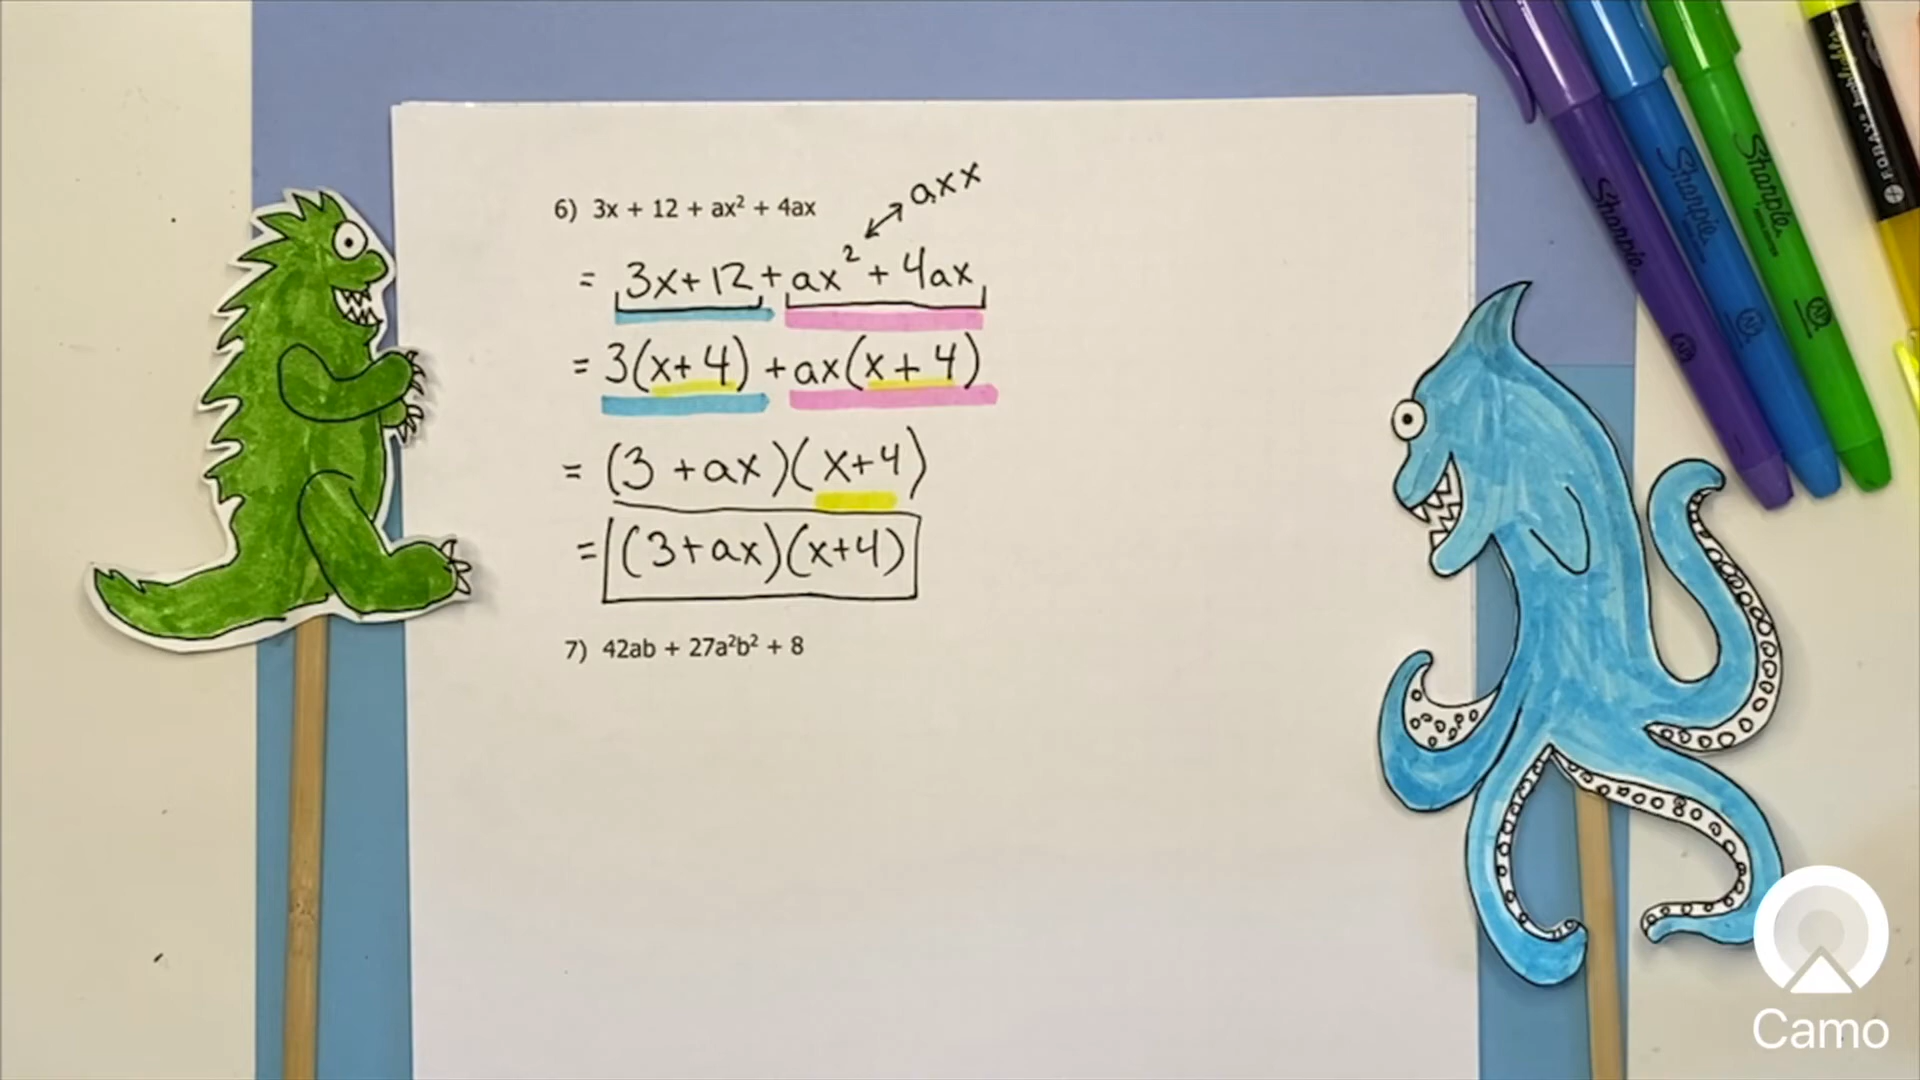 6) 3x + 12 + ax² + 4ax
axx
= 3x+12+ax²+4ax
= 3(x+4)+ax(x+4)
= (3+ax)(x+4)
= (3+ax)(x+4)
7) 42ab + 27a²b² + 8
Sharpie
Sharpie
Sharpie
FORAY
Camo